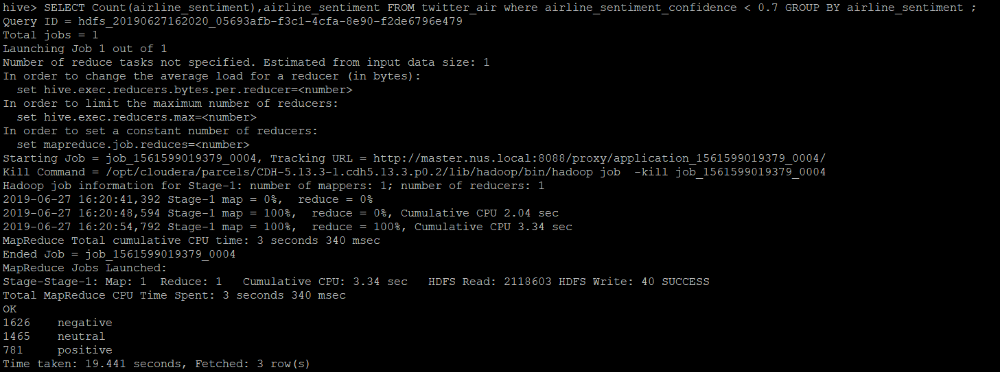 hive> SELECT Count(airline_sentiment),airline_sentiment FROM twitter_air where airline_sentiment_confidence < 0.7 GROUP BY airline_sentiment ;
Query ID = hdfs_20190627162020_05693afb-f3c1-4cfa-8e90-f2de6796e479
Total jobs = 1
Launching Job 1 out of 1
Number of reduce tasks not specified. Estimated from input data size: 1
In order to change the average load for a reducer (in bytes):
  set hive.exec.reducers.bytes.per.reducer=<number>
In order to limit the maximum number of reducers:
  set hive.exec.reducers.max=<number>
In order to set a constant number of reducers:
  set mapreduce.job.reduces=<number>
Starting Job = job_1561599019379_0004, Tracking URL = http://master.nus.local:8088/proxy/application_1561599019379_0004/
Kill Command = /opt/cloudera/parcels/CDH-5.13.3-1.cdh5.13.3.p0.2/lib/hadoop/bin/hadoop job  -kill job_1561599019379_0004
Hadoop job information for Stage-1: number of mappers: 1; number of reducers: 1
2019-06-27 16:20:41,392 Stage-1 map = 0%,  reduce = 0%
2019-06-27 16:20:48,594 Stage-1 map = 100%,  reduce = 0%, Cumulative CPU 2.04 sec
2019-06-27 16:20:54,792 Stage-1 map = 100%,  reduce = 100%, Cumulative CPU 3.34 sec
MapReduce Total cumulative CPU time: 3 seconds 340 msec
Ended Job = job_1561599019379_0004
MapReduce Jobs Launched:
Stage-Stage-1: Map: 1  Reduce: 1   Cumulative CPU: 3.34 sec   HDFS Read: 2118603 HDFS Write: 40 SUCCESS
Total MapReduce CPU Time Spent: 3 seconds 340 msec
OK
1626    negative
1465    neutral
781     positive
Time taken: 19.441 seconds, Fetched: 3 row(s)